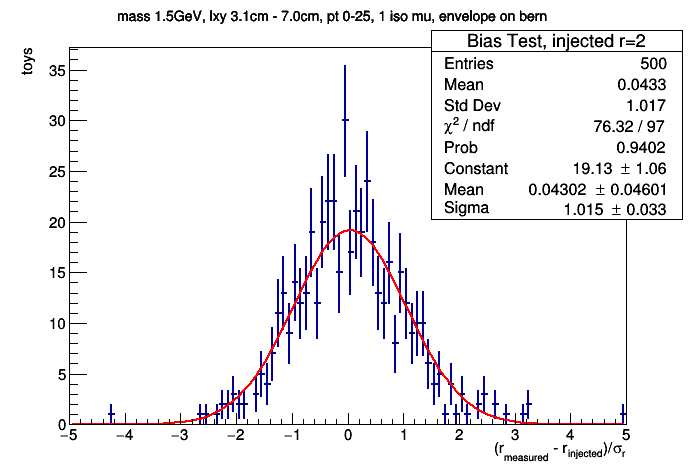 mass 1.5GeV, lxy 3.1cm - 7.0cm, pt 0-25, 1 iso mu, envelope on bern
Bias Test, injected r=2
Entries 500
Mean 0.0433
Std Dev 1.017
χ² / ndf 76.32 / 97
Prob 0.9402
Constant 19.13 ± 1.06
Mean 0.04302 ± 0.04601
Sigma 1.015 ± 0.033
toys
35
30
25
20
15
10
5
0
−5 −4 −3 −2 −1 0 1 2 3 4 5
(r_measured - r_injected)/σ_r